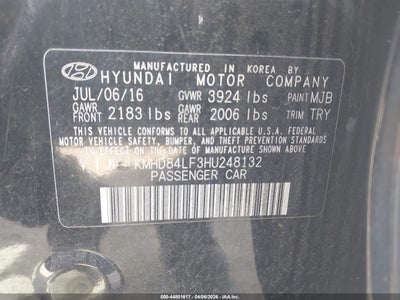 MANUFACTURED IN KOREA BY
HYUNDAI MOTOR COMPANY
JUL/06/16 GVWR 3924 lbs PAINT MJB
GAWR FRONT 2183 lbs GAWR REAR 2006 lbs TRIM TRY
THIS VEHICLE CONFORMS TO ALL APPLICABLE U.S.A. FEDERAL
MOTOR VEHICLE SAFETY, BUMPER, AND THEFT PREVENTION
STANDARDS IN EFFECT ON THE DATE OF MANUFACTURE SHOWN ABOVE.
KMHD84LF3HU248132
PASSENGER CAR
000-44801617 - 04/06/2026 - IAA Inc.